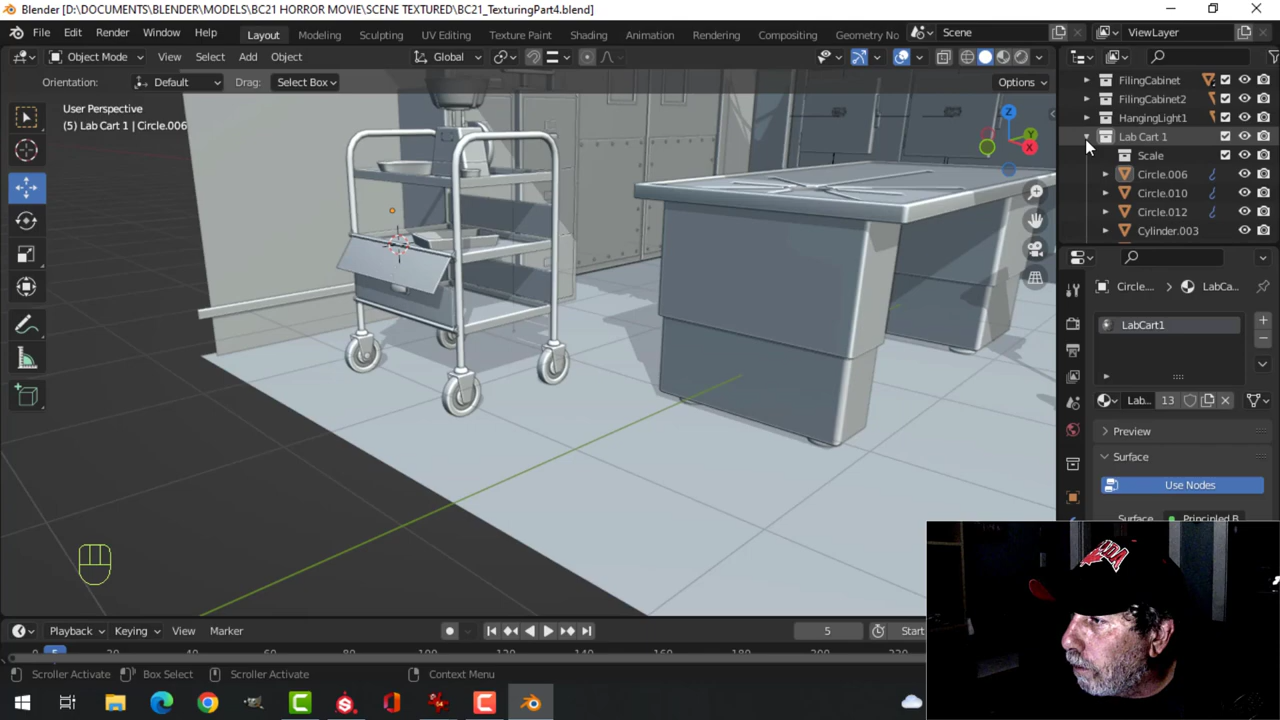 Blender [D:\DOCUMENTS\BLENDER\MODELS\BC21 HORROR MOVIE\SCENE TEXTURED\BC21_TexturingPart4.blend]
File Edit Render Window Help Layout Modeling Sculpting UV Editing Texture Paint Shading Animation Rendering Compositing Geometry No Scene ViewLayer
Object Mode View Select Add Object Global
Orientation: Default Drag: Select Box Options
User Perspective
(5) Lab Cart 1 | Circle.006
Z
Y
X
FilingCabinet
FilingCabinet2
HangingLight1
Lab Cart 1
Scale
Circle.006
Circle.010
Circle.012
Cylinder.003
Circle... LabCa...
LabCart1
Lab... 13
Preview
Surface
Use Nodes
Surface Principled B
Playback Keying View Marker 5 Start
5
Scroller Activate Box Select Scroller Activate Context Menu